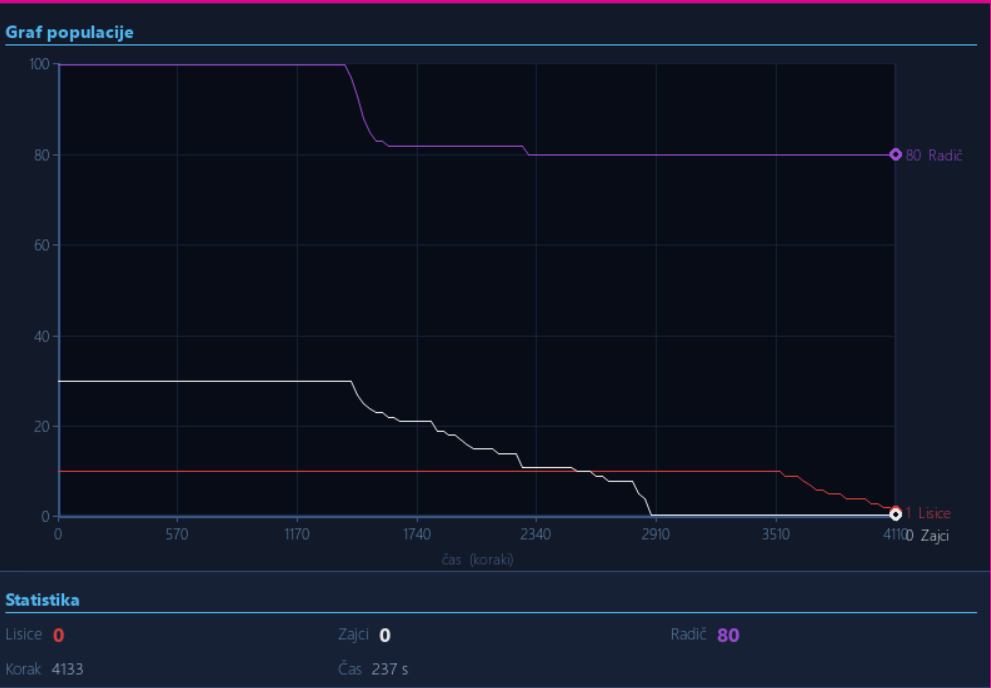 Graf populacije
100
80
80 Radič
60
40
20
0
1 Lisice
0 570 1170 1740 2340 2910 3510 4110
0 Zajci
čas (koraki)
Statistika
Lisice 0 Zajci 0 Radič 80
Korak 4133 Čas 237 s